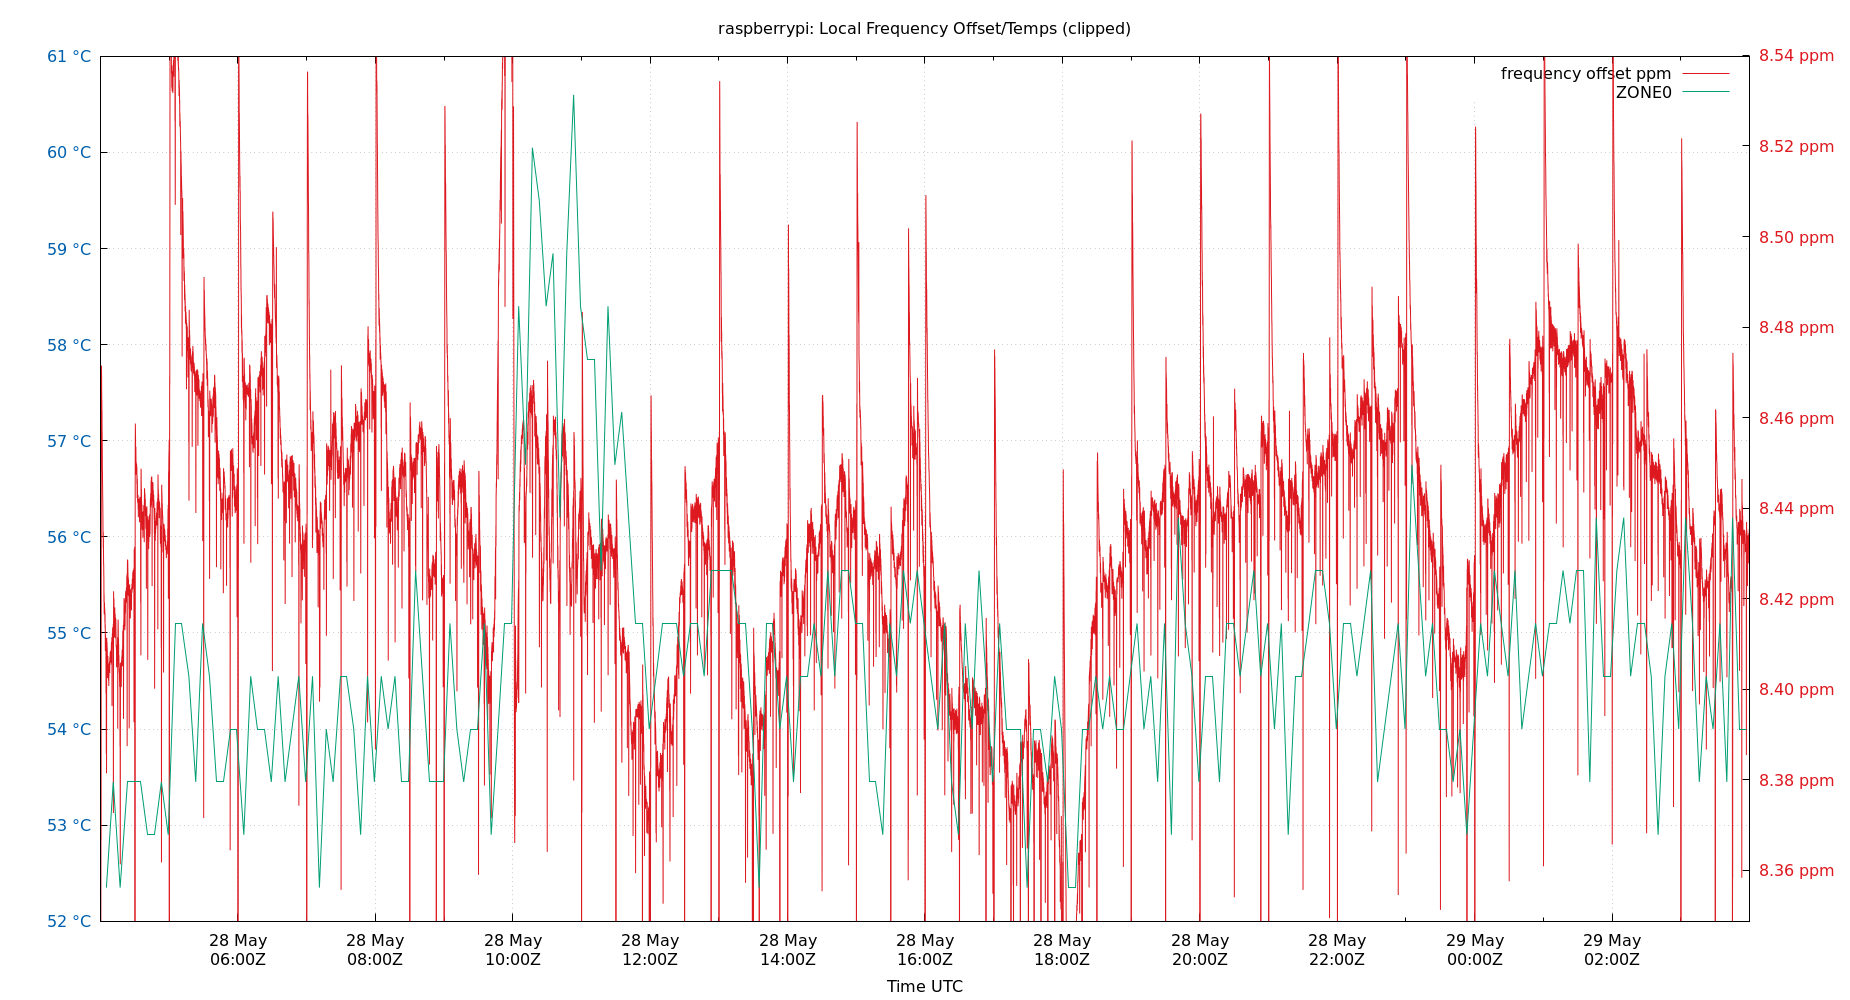 raspberrypi: Local Frequency Offset/Temps (clipped)
61 °C
60 °C
59 °C
58 °C
57 °C
56 °C
55 °C
54 °C
53 °C
52 °C
8.54 ppm
8.52 ppm
8.50 ppm
8.48 ppm
8.46 ppm
8.44 ppm
8.42 ppm
8.40 ppm
8.38 ppm
8.36 ppm
frequency offset ppm
ZONE0
28 May
06:00Z
28 May
08:00Z
28 May
10:00Z
28 May
12:00Z
28 May
14:00Z
28 May
16:00Z
28 May
18:00Z
28 May
20:00Z
28 May
22:00Z
29 May
00:00Z
29 May
02:00Z
Time UTC